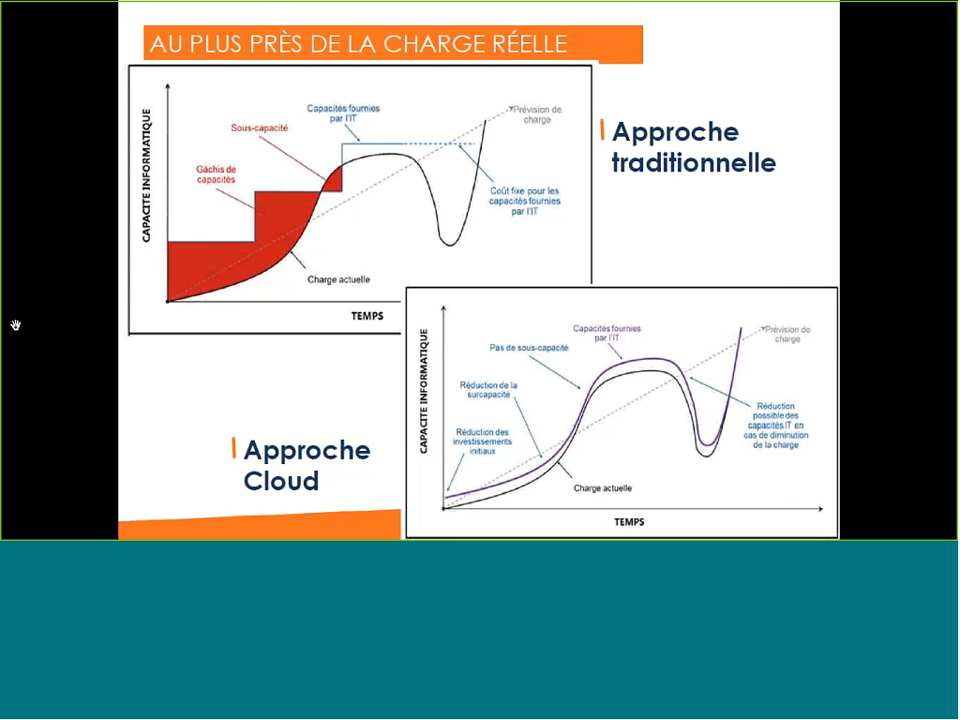 AU PLUS PRÈS DE LA CHARGE RÉELLE
CAPACITE INFORMATIQUE
Capacités fournies
par l'IT
Prévision de
charge
Sous-capacité
Gâchis de
capacités
Coût fixe pour les
capacités fournies
par l'IT
Charge actuelle
TEMPS
Approche
traditionnelle
Approche
Cloud
CAPACITE INFORMATIQUE
Capacités fournies
par l'IT
Prévision de
charge
Pas de sous-capacité
Réduction de la
surcapacité
Réduction des
investissements
initiaux
Réduction
possible des
capacités IT en
cas de diminution
de la charge
Charge actuelle
TEMPS